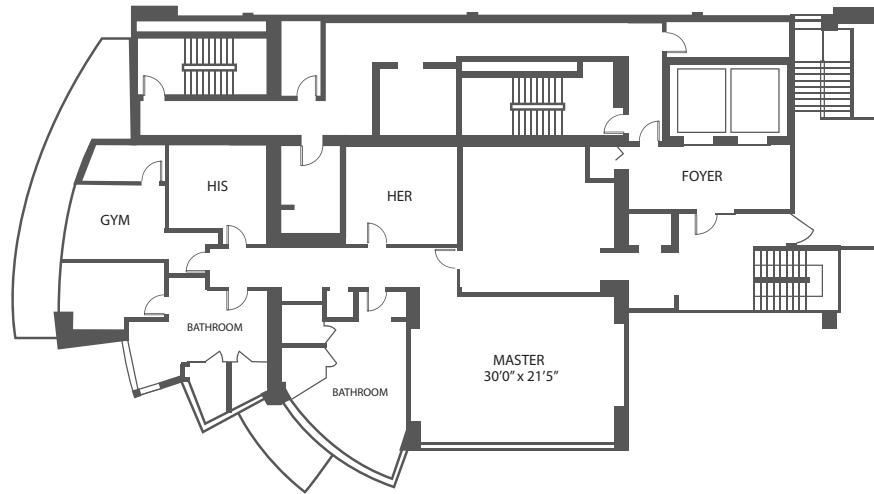 HIS
HER
FOYER
GYM
BATHROOM
MASTER
30'0" x 21'5"
BATHROOM